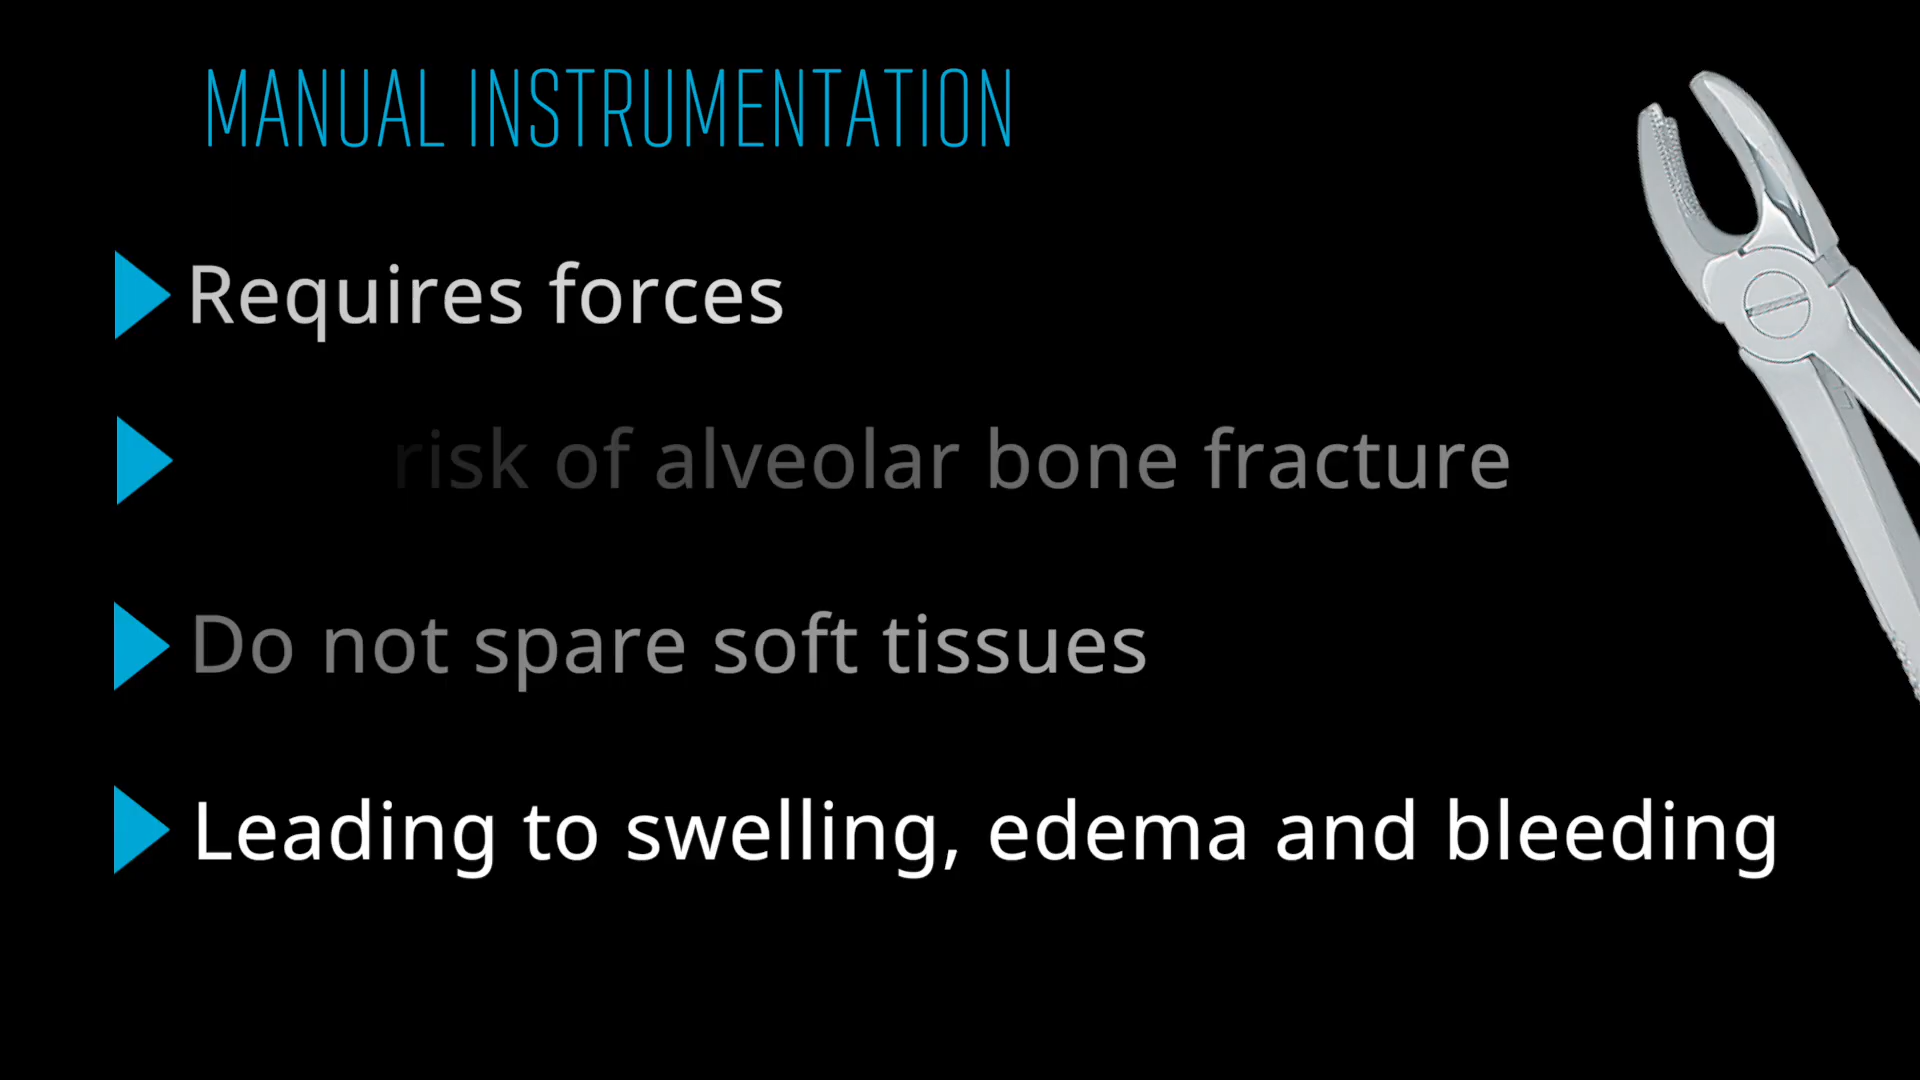 MANUAL INSTRUMENTATION
Requires forces
risk of alveolar bone fracture
Do not spare soft tissues
Leading to swelling, edema and bleeding